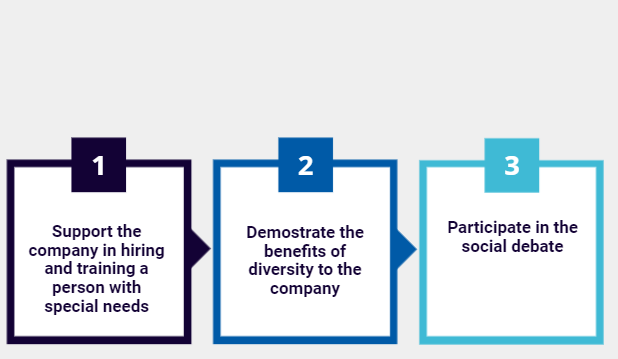 1
Support the
company in hiring
and training a
person with
special needs
2
Demostrate the
benefits of
diversity to the
company
3
Participate in the
social debate